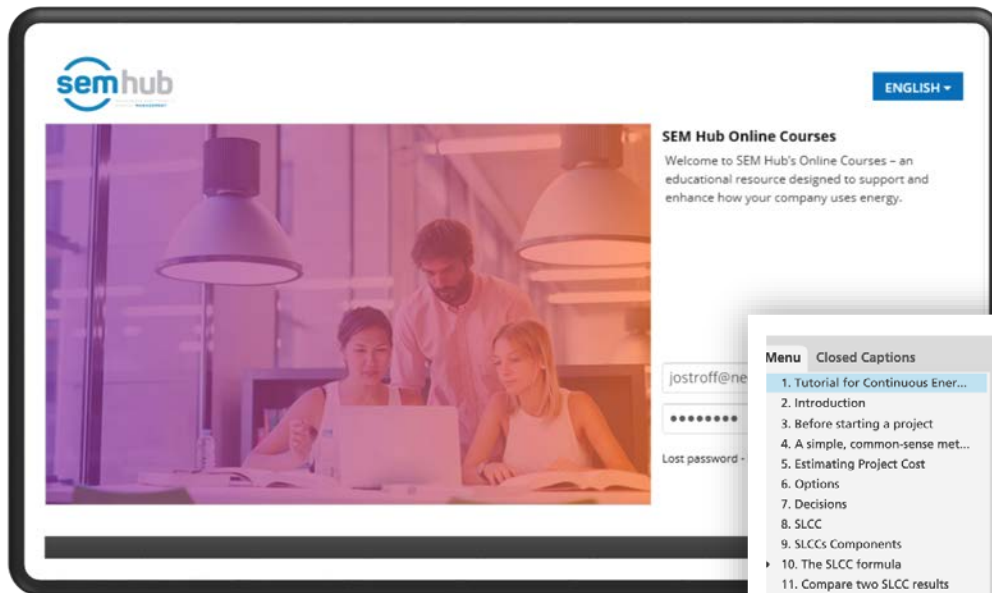 semhub
MANAGEMENT
ENGLISH
SEM Hub Online Courses
Welcome to SEM Hub's Online Courses – an
educational resource designed to support and
enhance how your company uses energy.
jostroff@ne
Lost password -
Menu Closed Captions
1. Tutorial for Continuous Ener...
2. Introduction
3. Before starting a project
4. A simple, common-sense met...
5. Estimating Project Cost
6. Options
7. Decisions
8. SLCC
9. SLCCs Components
10. The SLCC formula
11. Compare two SLCC results